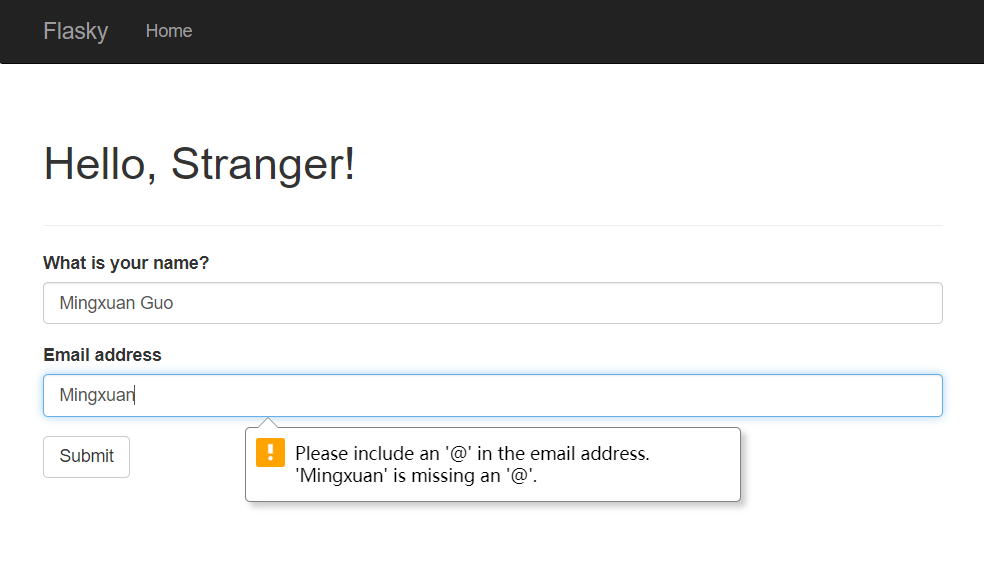 Flasky Home
Hello, Stranger!
What is your name?
Mingxuan Guo
Email address
Mingxuan
Submit
Please include an '@' in the email address.
'Mingxuan' is missing an '@'.